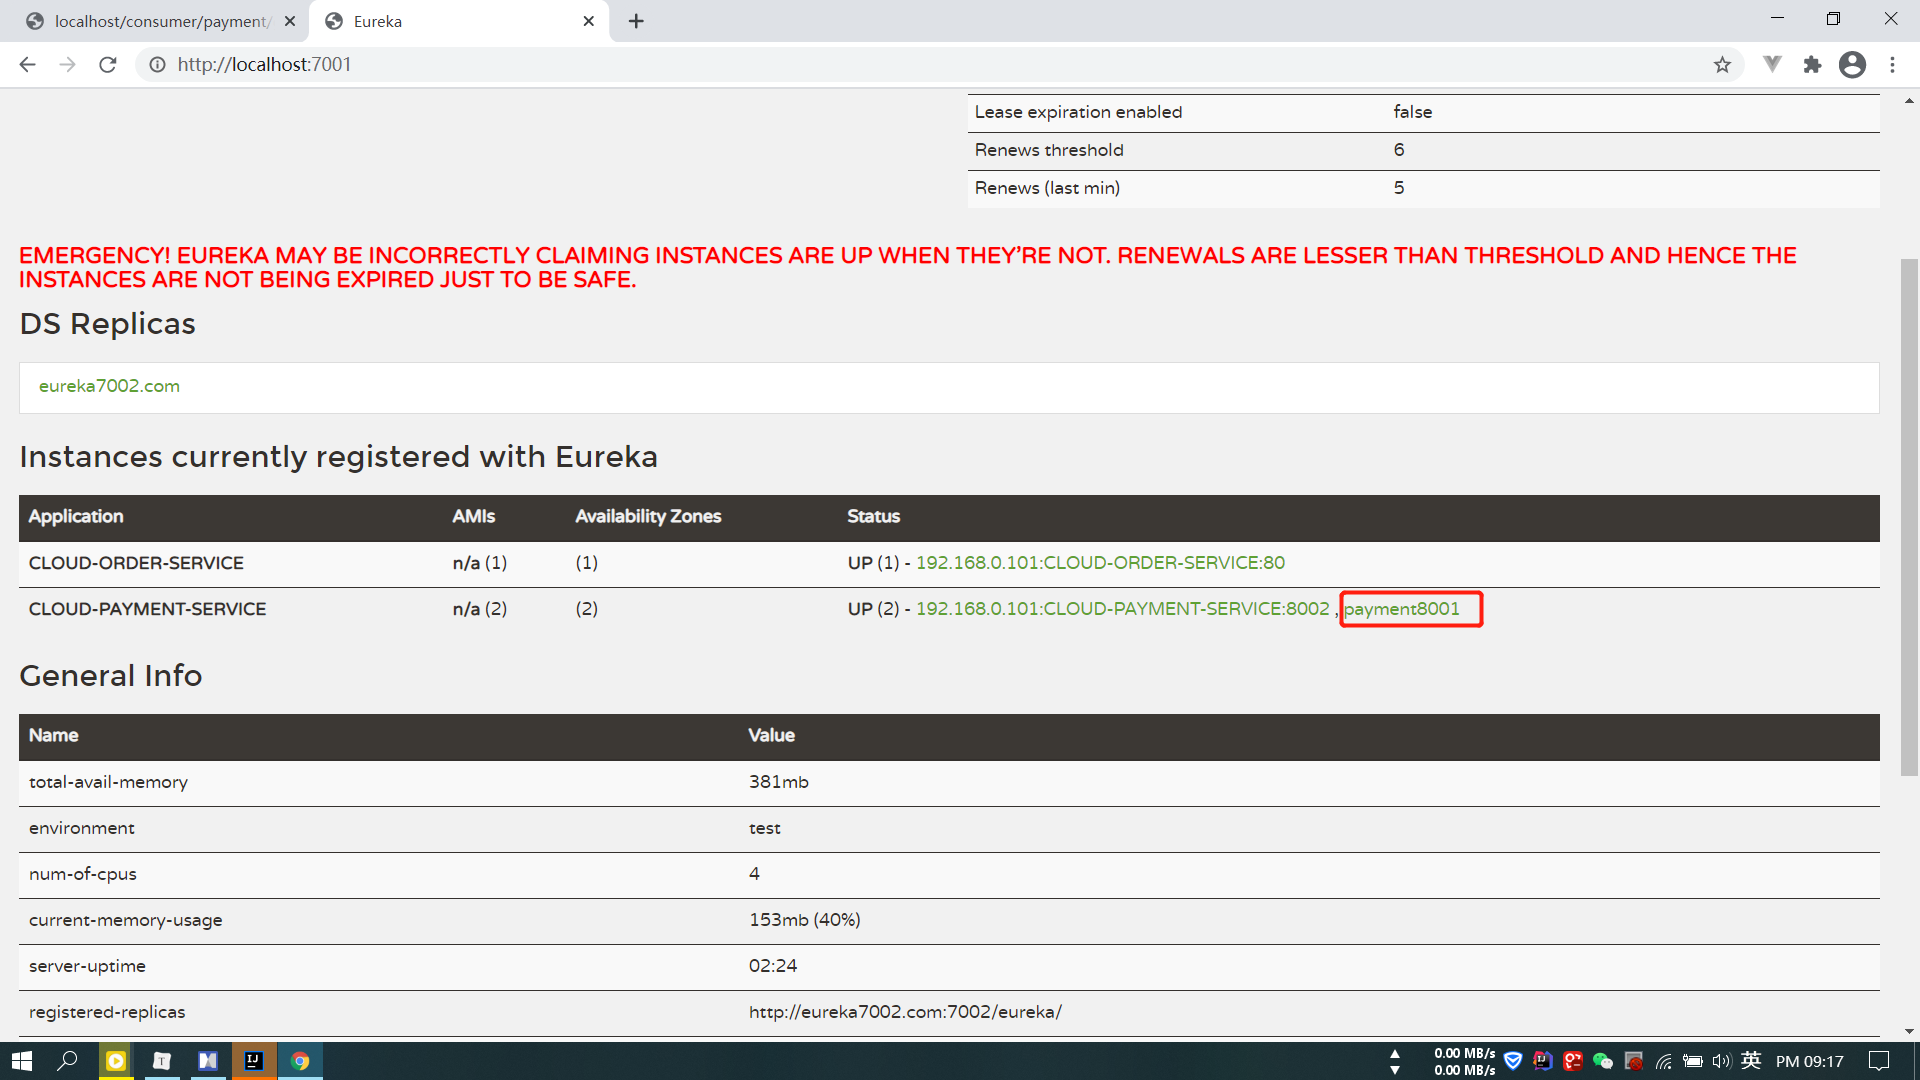 localhost/consumer/payment/
Eureka
http://localhost:7001
Lease expiration enabled false
Renews threshold 6
Renews (last min) 5
EMERGENCY! EUREKA MAY BE INCORRECTLY CLAIMING INSTANCES ARE UP WHEN THEY'RE NOT. RENEWALS ARE LESSER THAN THRESHOLD AND HENCE THE
INSTANCES ARE NOT BEING EXPIRED JUST TO BE SAFE.
DS Replicas
eureka7002.com
Instances currently registered with Eureka
Application AMIs Availability Zones Status
CLOUD-ORDER-SERVICE n/a (1) (1) UP (1) - 192.168.0.101:CLOUD-ORDER-SERVICE:80
CLOUD-PAYMENT-SERVICE n/a (2) (2) UP (2) - 192.168.0.101:CLOUD-PAYMENT-SERVICE:8002 , payment8001
General Info
Name Value
total-avail-memory 381mb
environment test
num-of-cpus 4
current-memory-usage 153mb (40%)
server-uptime 02:24
registered-replicas http://eureka7002.com:7002/eureka/
0.00 MB/s
0.00 MB/s
英 PM 09:17